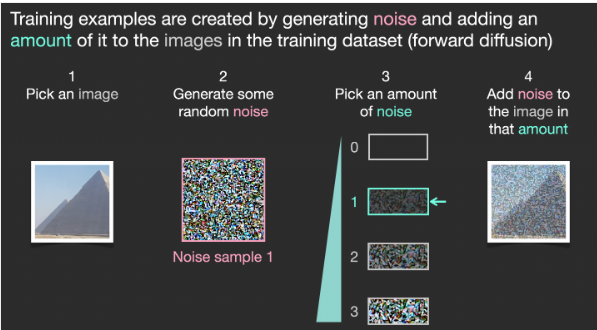 Training examples are created by generating noise and adding an
amount of it to the images in the training dataset (forward diffusion)
1
Pick an image
2
Generate some
random noise
Noise sample 1
3
Pick an amount
of noise
0
1
2
3
4
Add noise to
the image in
that amount